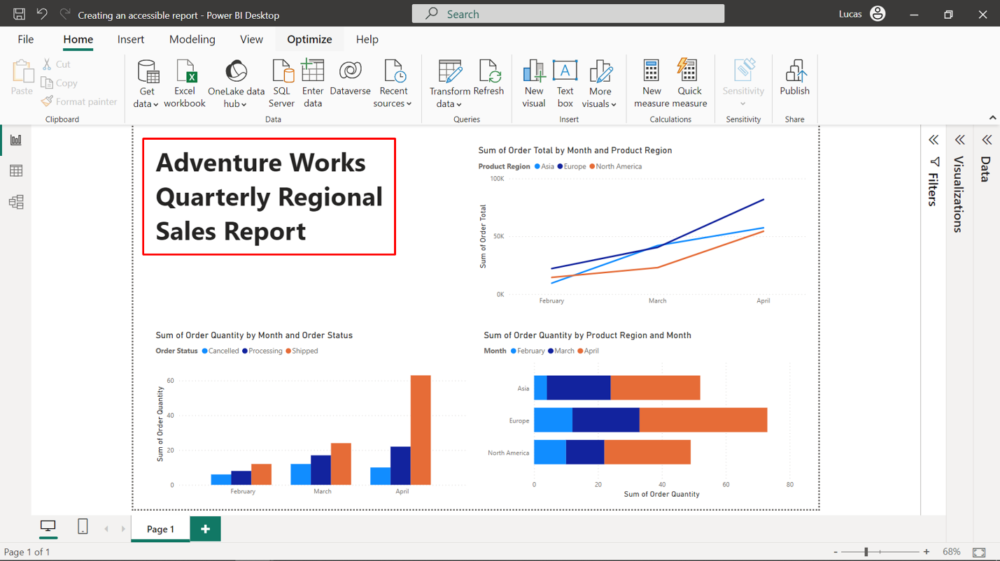 Creating an accessible report - Power BI Desktop
Search
Lucas
File Home Insert Modeling View Optimize Help
Paste
Cut
Copy
Format painter
Clipboard
Get data
Excel workbook
OneLake data hub
SQL Server
Enter data
Dataverse
Recent sources
Data
Transform data
Refresh
Queries
New visual
Text box
More visuals
Insert
New measure
Quick measure
Calculations
Sensitivity
Sensitivity
Publish
Share
Adventure Works
Quarterly Regional
Sales Report
Sum of Order Total by Month and Product Region
Product Region Asia Europe North America
100K
50K
0K
Sum of Order Total
February March April
Sum of Order Quantity by Month and Order Status
Order Status Cancelled Processing Shipped
60
40
20
0
Sum of Order Quantity
February March April
Sum of Order Quantity by Product Region and Month
Month February March April
Asia
Europe
North America
0 20 40 60 80
Sum of Order Quantity
Filters
Visualizations
Data
Page 1
+
Page 1 of 1
- + 68%